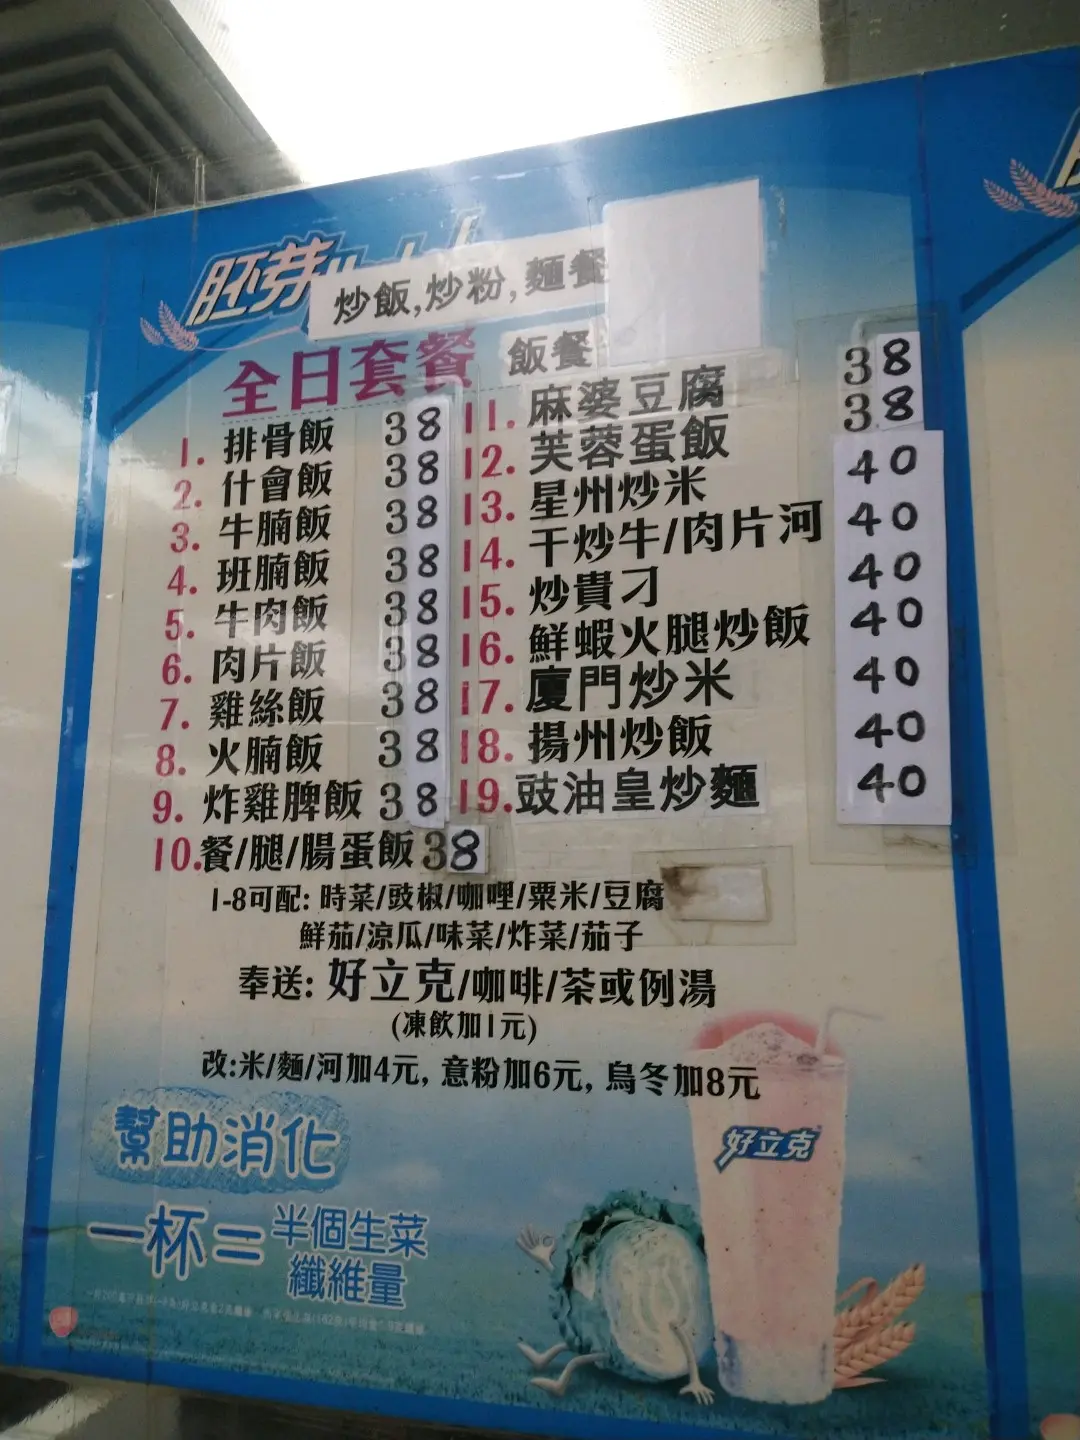 胚芽
炒飯,炒粉,麵餐
全日套餐 飯餐
1. 排骨飯 38
2. 什會飯 38
3. 牛腩飯 38
4. 班腩飯 38
5. 牛肉飯 38
6. 肉片飯 38
7. 雞絲飯 38
8. 火腩飯 38
9. 炸雞脾飯 38
10.餐/腿/腸蛋飯 38
11. 麻婆豆腐 38
12. 芙蓉蛋飯 38
13. 星州炒米 40
14. 干炒牛/肉片河 40
15. 炒貴刁 40
16. 鮮蝦火腿炒飯 40
17. 廈門炒米 40
18. 揚州炒飯 40
19. 豉油皇炒麵 40
1-8可配: 時菜/豉椒/咖哩/粟米/豆腐
鮮茄/涼瓜/味菜/炸菜/茄子
奉送: 好立克/咖啡/茶或例湯
(凍飲加1元)
改:米/麵/河加4元, 意粉加6元, 烏冬加8元
好立克
幫助消化
一杯=半個生菜
纖維量